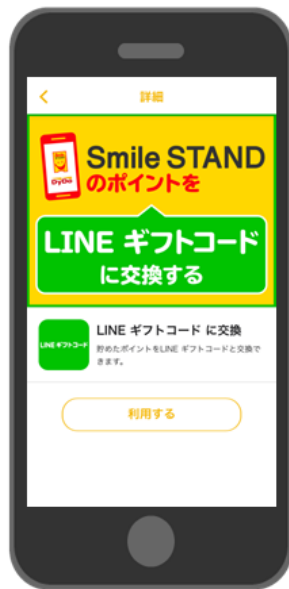 詳細
DyDo
Smile STAND
のポイントを
LINE ギフトコード
に交換する
LINE ギフトコード
LINE ギフトコード に交換
貯めたポイントをLINE ギフトコードと交換で
きます。
利用する